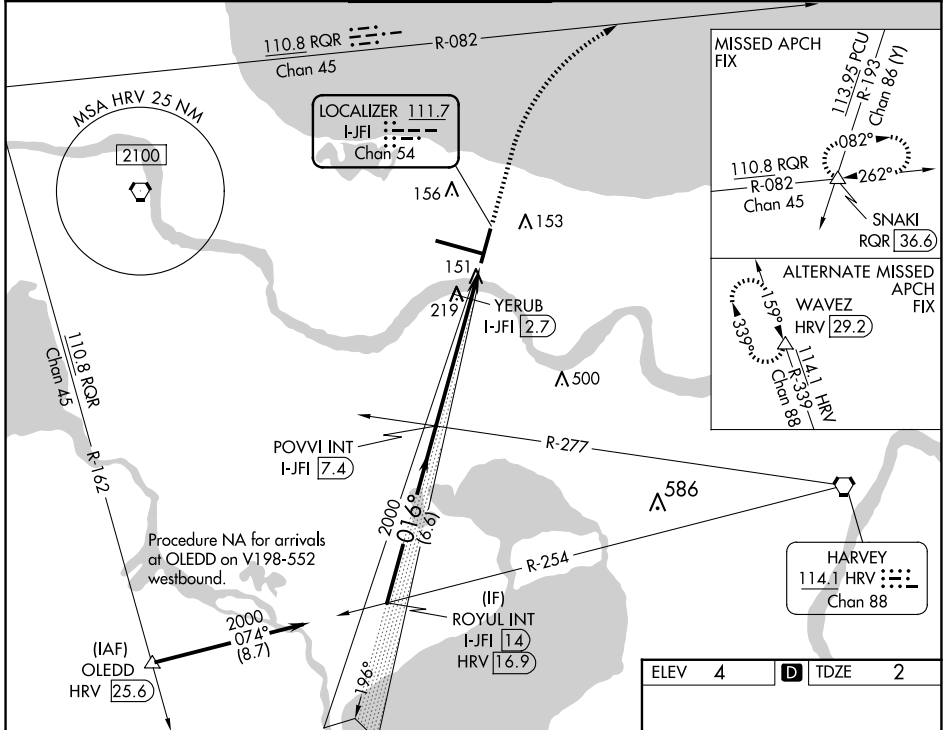 110.8 RQR
Chan 45
R-082
MSA HRV 25 NM
2100
LOCALIZER 111.7
I-JFI
Chan 54
156
153
151
219
YERUB
I-JFI 2.7
500
MISSED APCH
FIX
113.95 PCU
R-193
Chan 86 (Y)
082°
262°
110.8 RQR
R-082
Chan 45
SNAKI
RQR 36.6
ALTERNATE MISSED
APCH
FIX
159°
339°
WAVEZ
HRV 29.2
114.1 HRV
R-339
Chan 88
110.8 RQR
Chan 45
R-162
POVVI INT
I-JFI 7.4
R-277
2000
016°
(6.6)
586
R-254
HARVEY
114.1 HRV
Chan 88
Procedure NA for arrivals
at OLEDD on V198-552
westbound.
(IF)
ROYUL INT
I-JFI 14
HRV 16.9
2000
074°
(8.7)
(IAF)
OLEDD
HRV 25.6
196°
ELEV 4 D TDZE 2